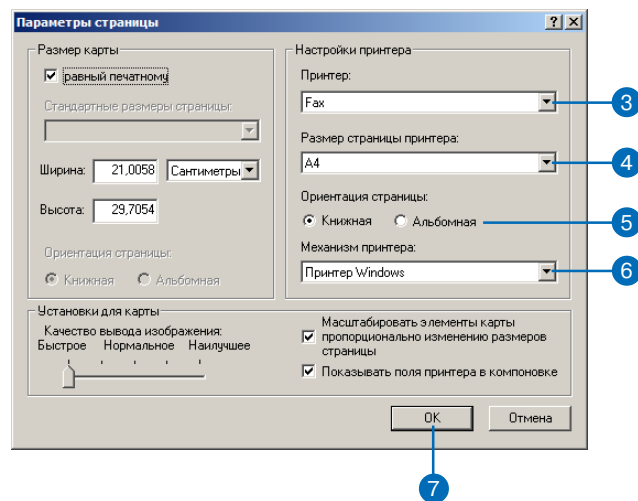 Параметры страницы
Размер карты
равный печатному
Стандартные размеры страницы:
Ширина: 21,0058 Сантиметры
Высота: 29,7054
Ориентация страницы:
Книжная Альбомная
Настройки принтера
Принтер:
Fax
3
Размер страницы принтера:
A4
4
Ориентация страницы:
Книжная Альбомная
5
Механизм принтера:
Принтер Windows
6
Установки для карты
Качество вывода изображения:
Быстрое Нормальное Наилучшее
Масштабировать элементы карты
пропорционально изменению размеров
страницы
Показывать поля принтера в компоновке
OK Отмена
7